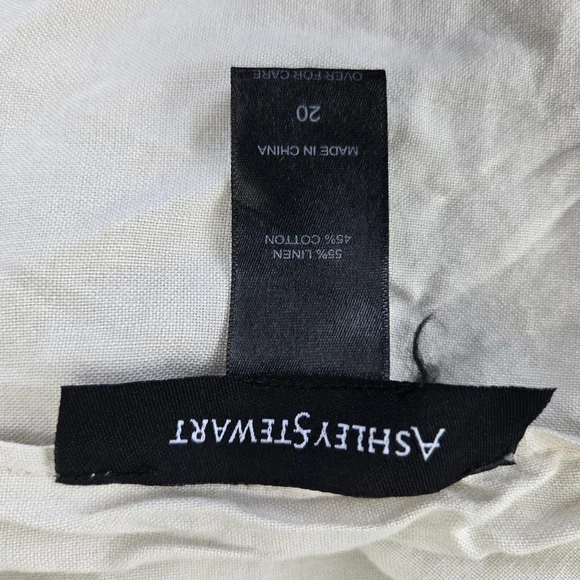 ASHLEY STEWART
55% LINEN
45% COTTON
MADE IN CHINA
20
OVER FOR CARE